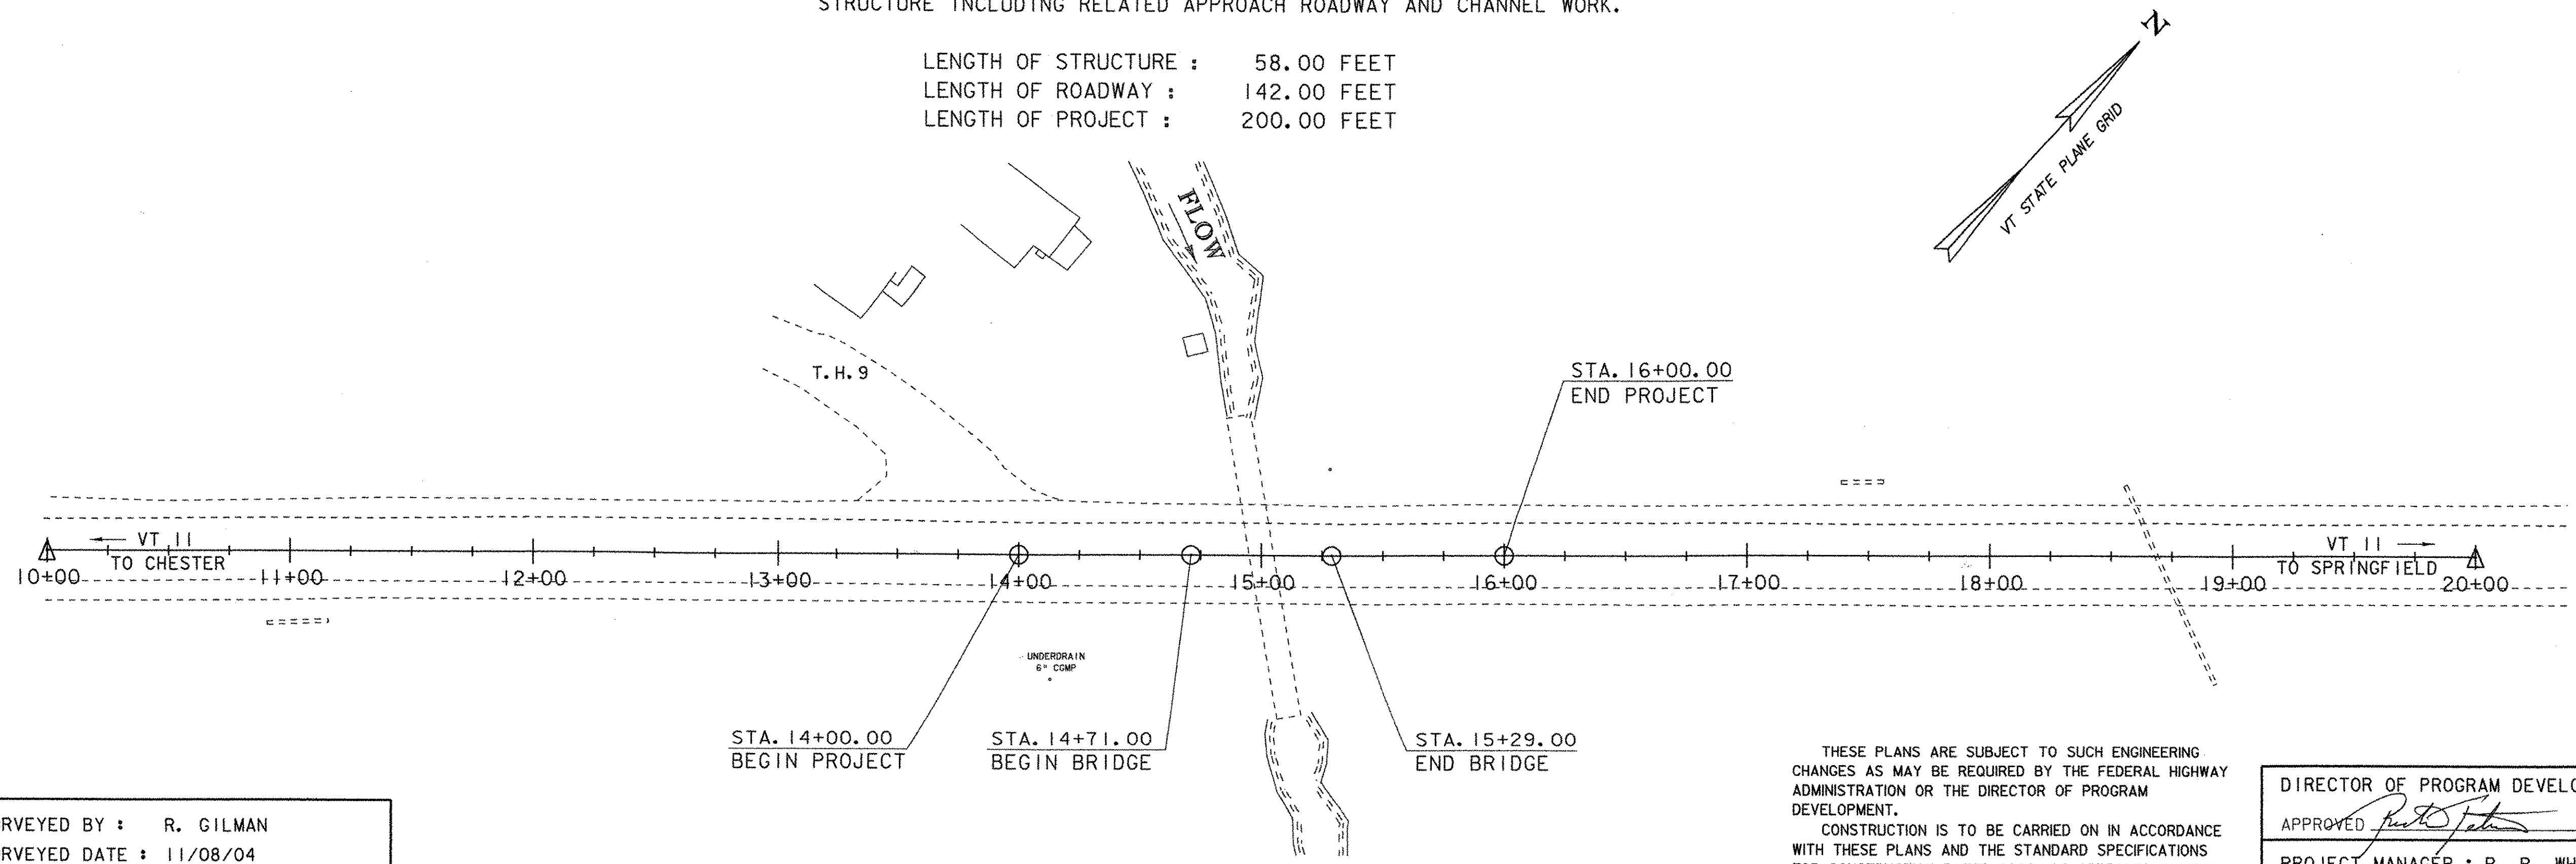 STRUCTURE INCLUDING RELATED APPROACH ROADWAY AND CHANNEL WORK.
LENGTH OF STRUCTURE : 58.00 FEET
LENGTH OF ROADWAY : 142.00 FEET
LENGTH OF PROJECT : 200.00 FEET
N
VT STATE PLANE GRID
FLOW
T.H.9
STA. 16+00.00
END PROJECT
VT 11
TO CHESTER
VT 11
TO SPRINGFIELD
10+00 11+00 12+00 13+00 14+00 15+00 16+00 17+00 18+00 19+00 20+00
UNDERDRAIN
6" CGMP
STA. 14+00.00
BEGIN PROJECT
STA. 14+71.00
BEGIN BRIDGE
STA. 15+29.00
END BRIDGE
THESE PLANS ARE SUBJECT TO SUCH ENGINEERING
CHANGES AS MAY BE REQUIRED BY THE FEDERAL HIGHWAY
ADMINISTRATION OR THE DIRECTOR OF PROGRAM
DEVELOPMENT.
CONSTRUCTION IS TO BE CARRIED ON IN ACCORDANCE
WITH THESE PLANS AND THE STANDARD SPECIFICATIONS
DIRECTOR OF PROGRAM DEVELO
APPROVED
PROJECT MANAGER : R. R. WH
RVEYED BY : R. GILMAN
RVEYED DATE : 11/08/04